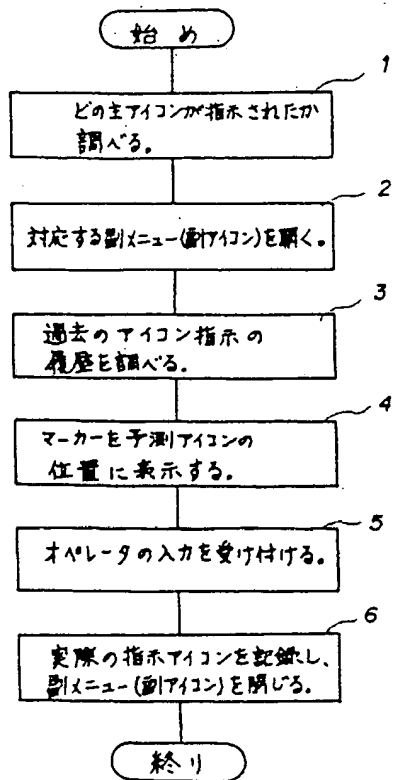 始め
1
どの主アイコンが指示されたか
調べる。
2
対応する副メニュー(副アイコン)を開く。
3
過去のアイコン指示の
履歴を調べる。
4
マーカーを予測アイコンの
位置に表示する。
5
オペレータの入力を受け付ける。
6
実際の指示アイコンを記録し、
副メニュー(副アイコン)を閉じる。
終り